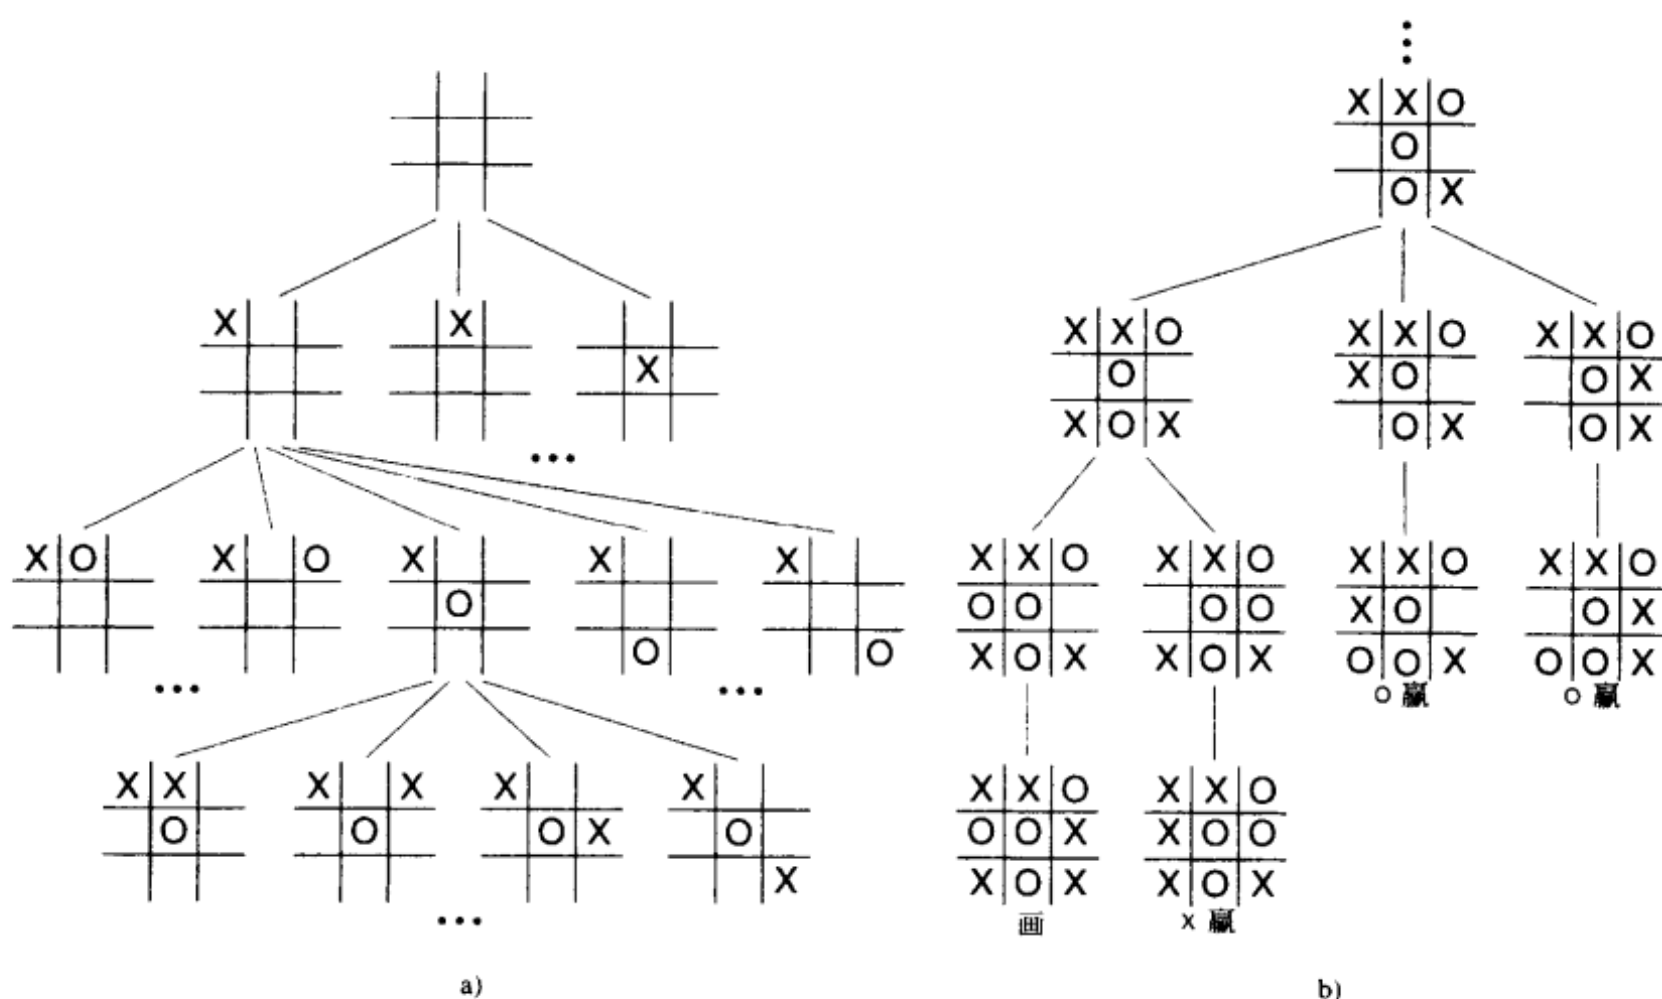 X X
X
X O X O X X X
O
O O
X X X X X X
O O O X O
X
a)
X X O
O
O X
X X O X X O X X O
O X O O X
X O X O X O X
X X O X X O X X O X X O
O O O O X O O X
X O X X O X O O X O O X
O 赢 O 赢
X X O X X O
O O X X O O
X O X X O X
画 X 赢
b)